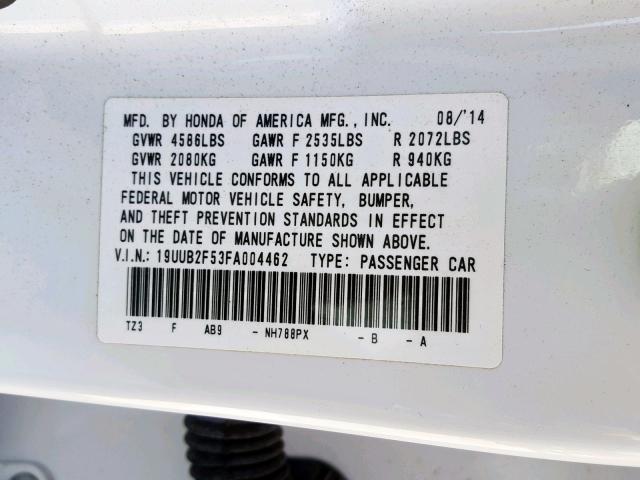 MFD. BY HONDA OF AMERICA MFG., INC. 08/'14
GVWR 4586LBS GAWR F 2535LBS R 2072LBS
GVWR 2080KG GAWR F 1150KG R 940KG
THIS VEHICLE CONFORMS TO ALL APPLICABLE
FEDERAL MOTOR VEHICLE SAFETY, BUMPER,
AND THEFT PREVENTION STANDARDS IN EFFECT
ON THE DATE OF MANUFACTURE SHOWN ABOVE.
V.I.N.: 19UUB2F53FA004462 TYPE: PASSENGER CAR
TZ3 F AB9 - NH788PX - B - A